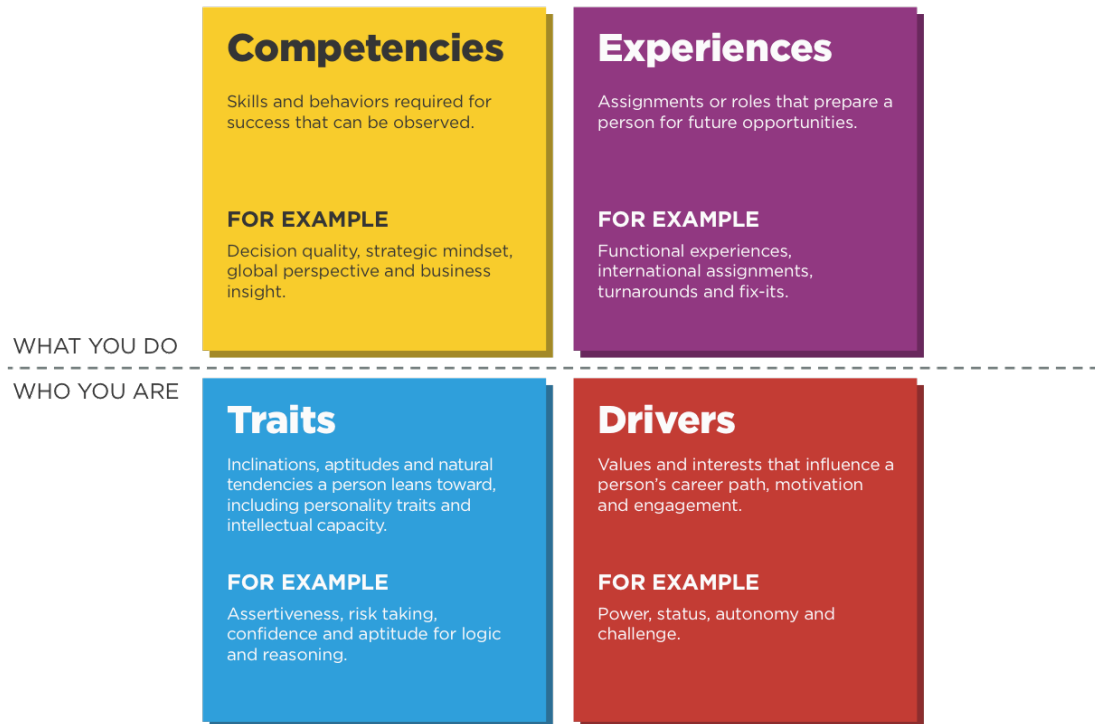 Competencies
Skills and behaviors required for
success that can be observed.
FOR EXAMPLE
Decision quality, strategic mindset,
global perspective and business
insight.
Experiences
Assignments or roles that prepare a
person for future opportunities.
FOR EXAMPLE
Functional experiences,
international assignments,
turnarounds and fix-its.
WHAT YOU DO
WHO YOU ARE
Traits
Inclinations, aptitudes and natural
tendencies a person leans toward,
including personality traits and
intellectual capacity.
FOR EXAMPLE
Assertiveness, risk taking,
confidence and aptitude for logic
and reasoning.
Drivers
Values and interests that influence a
person’s career path, motivation
and engagement.
FOR EXAMPLE
Power, status, autonomy and
challenge.